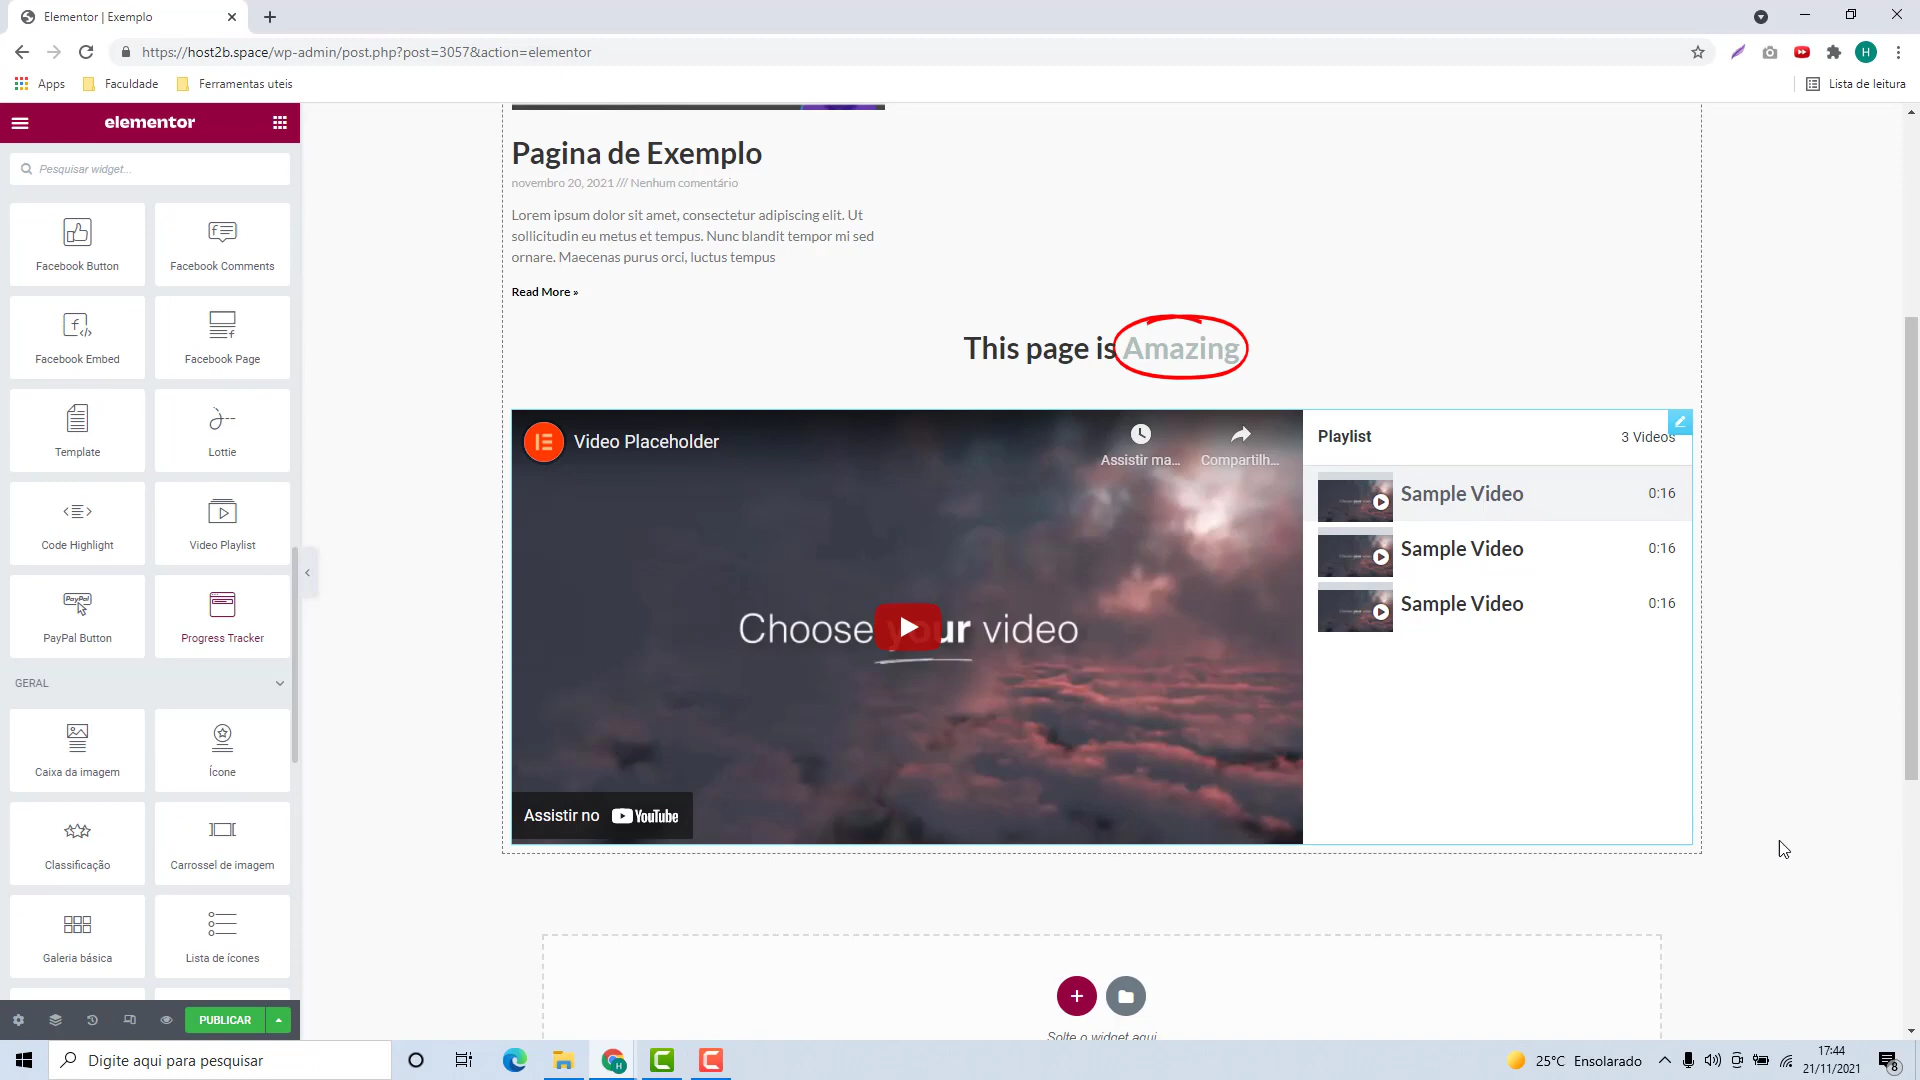 Elementor | Exemplo
https://host2b.space/wp-admin/post.php?post=3057&action=elementor
H
Apps
Faculdade
Ferramentas uteis
Lista de leitura
elementor
Pesquisar widget...
Facebook Button
Facebook Comments
Facebook Embed
Facebook Page
Template
Lottie
Code Highlight
Video Playlist
PayPal
PayPal Button
Progress Tracker
GERAL
Caixa da imagem
Ícone
Classificação
Carrossel de imagem
Galeria básica
Lista de ícones
PUBLICAR
Pagina de Exemplo
novembro 20, 2021 /// Nenhum comentário
Lorem ipsum dolor sit amet, consectetur adipiscing elit. Ut
sollicitudin eu metus et tempus. Nunc blandit tempor mi sed
ornare. Maecenas purus orci, luctus tempus
Read More »
This page is Amazing
Video Placeholder
Assistir ma...
Compartilh...
Choose your video
Assistir no YouTube
Playlist
3 Videos
Sample Video
0:16
Sample Video
0:16
Sample Video
0:16
Solte o widget aqui
Digite aqui para pesquisar
25°C Ensolarado
17:44
21/11/2021
8